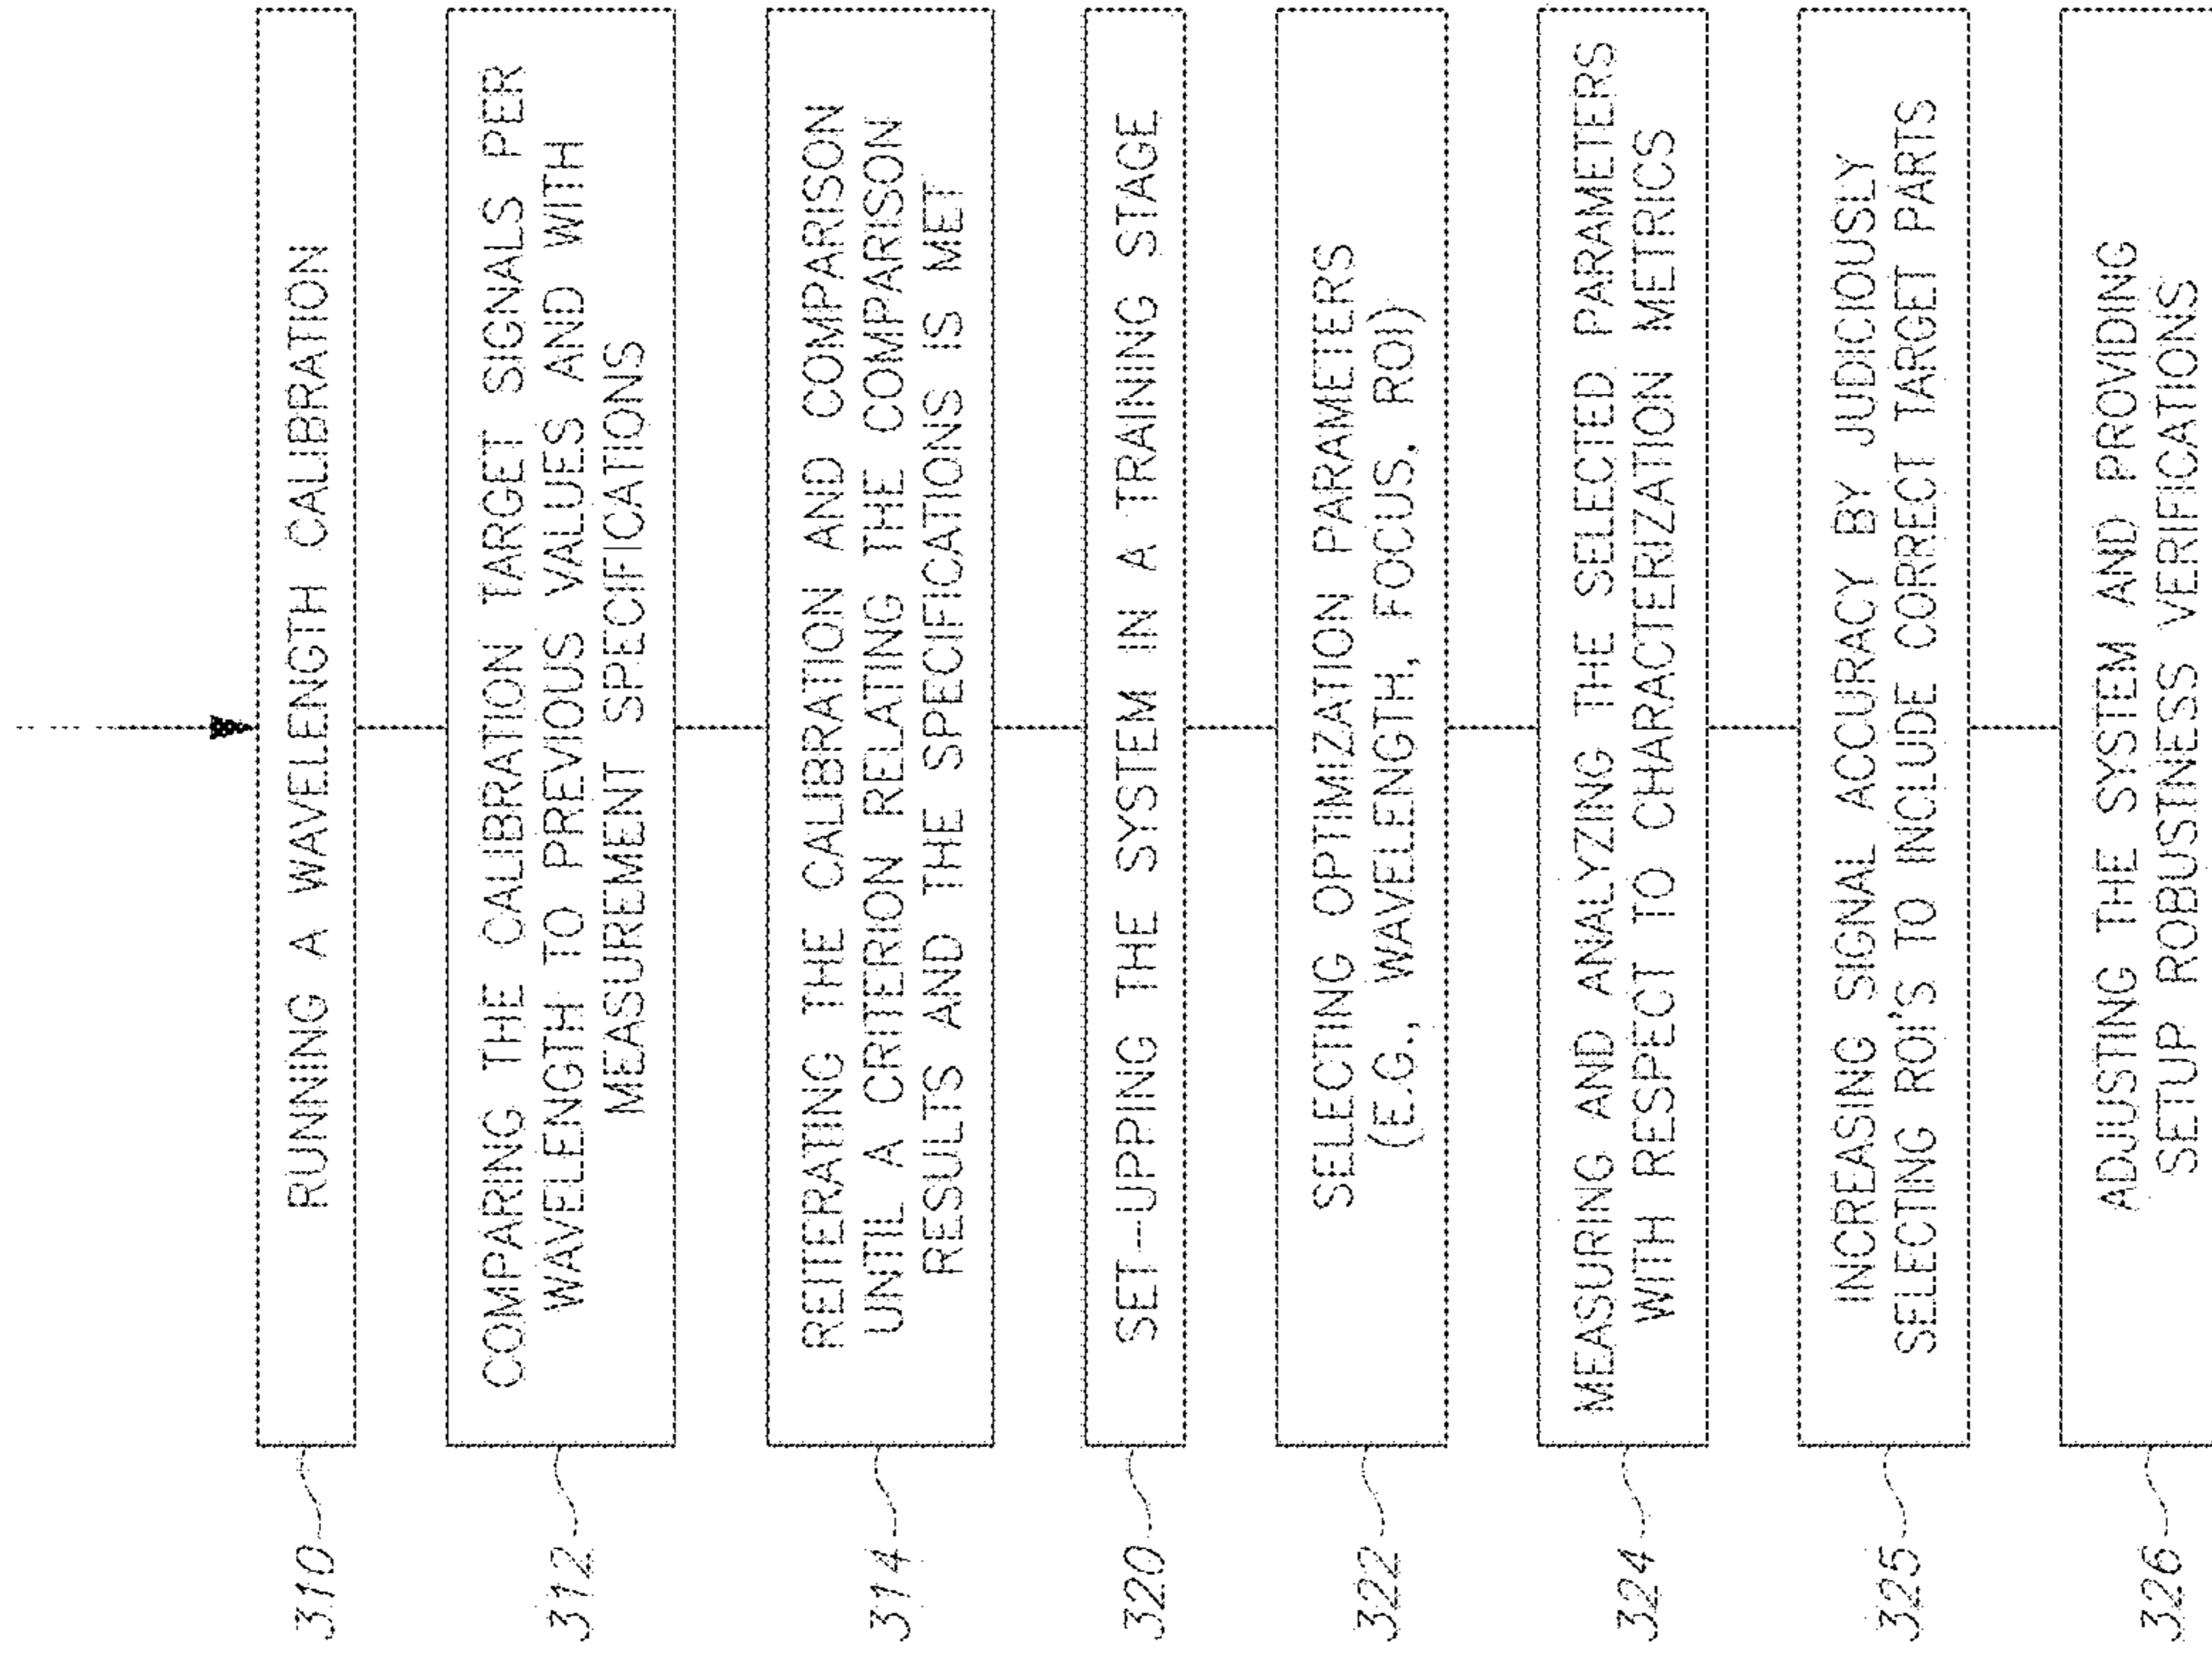 310
RUNNING A WAVELENGTH CALIBRATION
312
COMPARING THE CALIBRATION TARGET SIGNALS PER
WAVELENGTH TO PREVIOUS VALUES AND WITH
MEASUREMENT SPECIFICATIONS
314
REITERATING THE CALIBRATION AND COMPARISON
UNTIL A CRITERION RELATING THE COMPARISON
RESULTS AND THE SPECIFICATIONS IS MET
320
SET-UPPING THE SYSTEM IN A TRAINING STAGE
322
SELECTING OPTIMIZATION PARAMETERS
(E.G., WAVELENGTH, FOCUS, ROI)
324
MEASURING AND ANALYZING THE SELECTED PARAMETERS
WITH RESPECT TO CHARACTERIZATION METRICS
325
INCREASING SIGNAL ACCURACY BY JUDICIOUSLY
SELECTING ROI'S TO INCLUDE CORRECT TARGET PARTS
326
ADJUSTING THE SYSTEM AND PROVIDING
SETUP ROBUSTNESS VERIFICATIONS